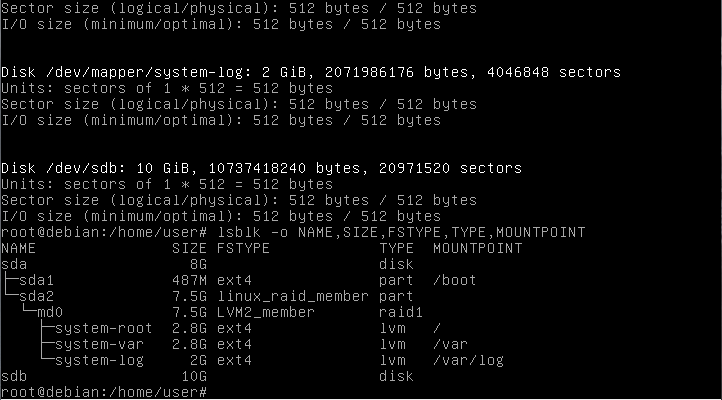 Sector size (logical/physical): 512 bytes / 512 bytes
I/O size (minimum/optimal): 512 bytes / 512 bytes
Disk /dev/mapper/system-log: 2 GiB, 2071986176 bytes, 4046848 sectors
Units: sectors of 1 * 512 = 512 bytes
Sector size (logical/physical): 512 bytes / 512 bytes
I/O size (minimum/optimal): 512 bytes / 512 bytes
Disk /dev/sdb: 10 GiB, 10737418240 bytes, 20971520 sectors
Units: sectors of 1 * 512 = 512 bytes
Sector size (logical/physical): 512 bytes / 512 bytes
I/O size (minimum/optimal): 512 bytes / 512 bytes
root@debian:/home/user# lsblk -o NAME,SIZE,FSTYPE,TYPE,MOUNTPOINT
NAME                SIZE FSTYPE            TYPE  MOUNTPOINT
sda                   8G                   disk
├─sda1              487M ext4              part  /boot
└─sda2              7.5G linux_raid_member part
  └─md0             7.5G LVM2_member       raid1
    ├─system-root   2.8G ext4              lvm   /
    ├─system-var    2.8G ext4              lvm   /var
    └─system-log      2G ext4              lvm   /var/log
sdb                  10G                   disk
root@debian:/home/user#